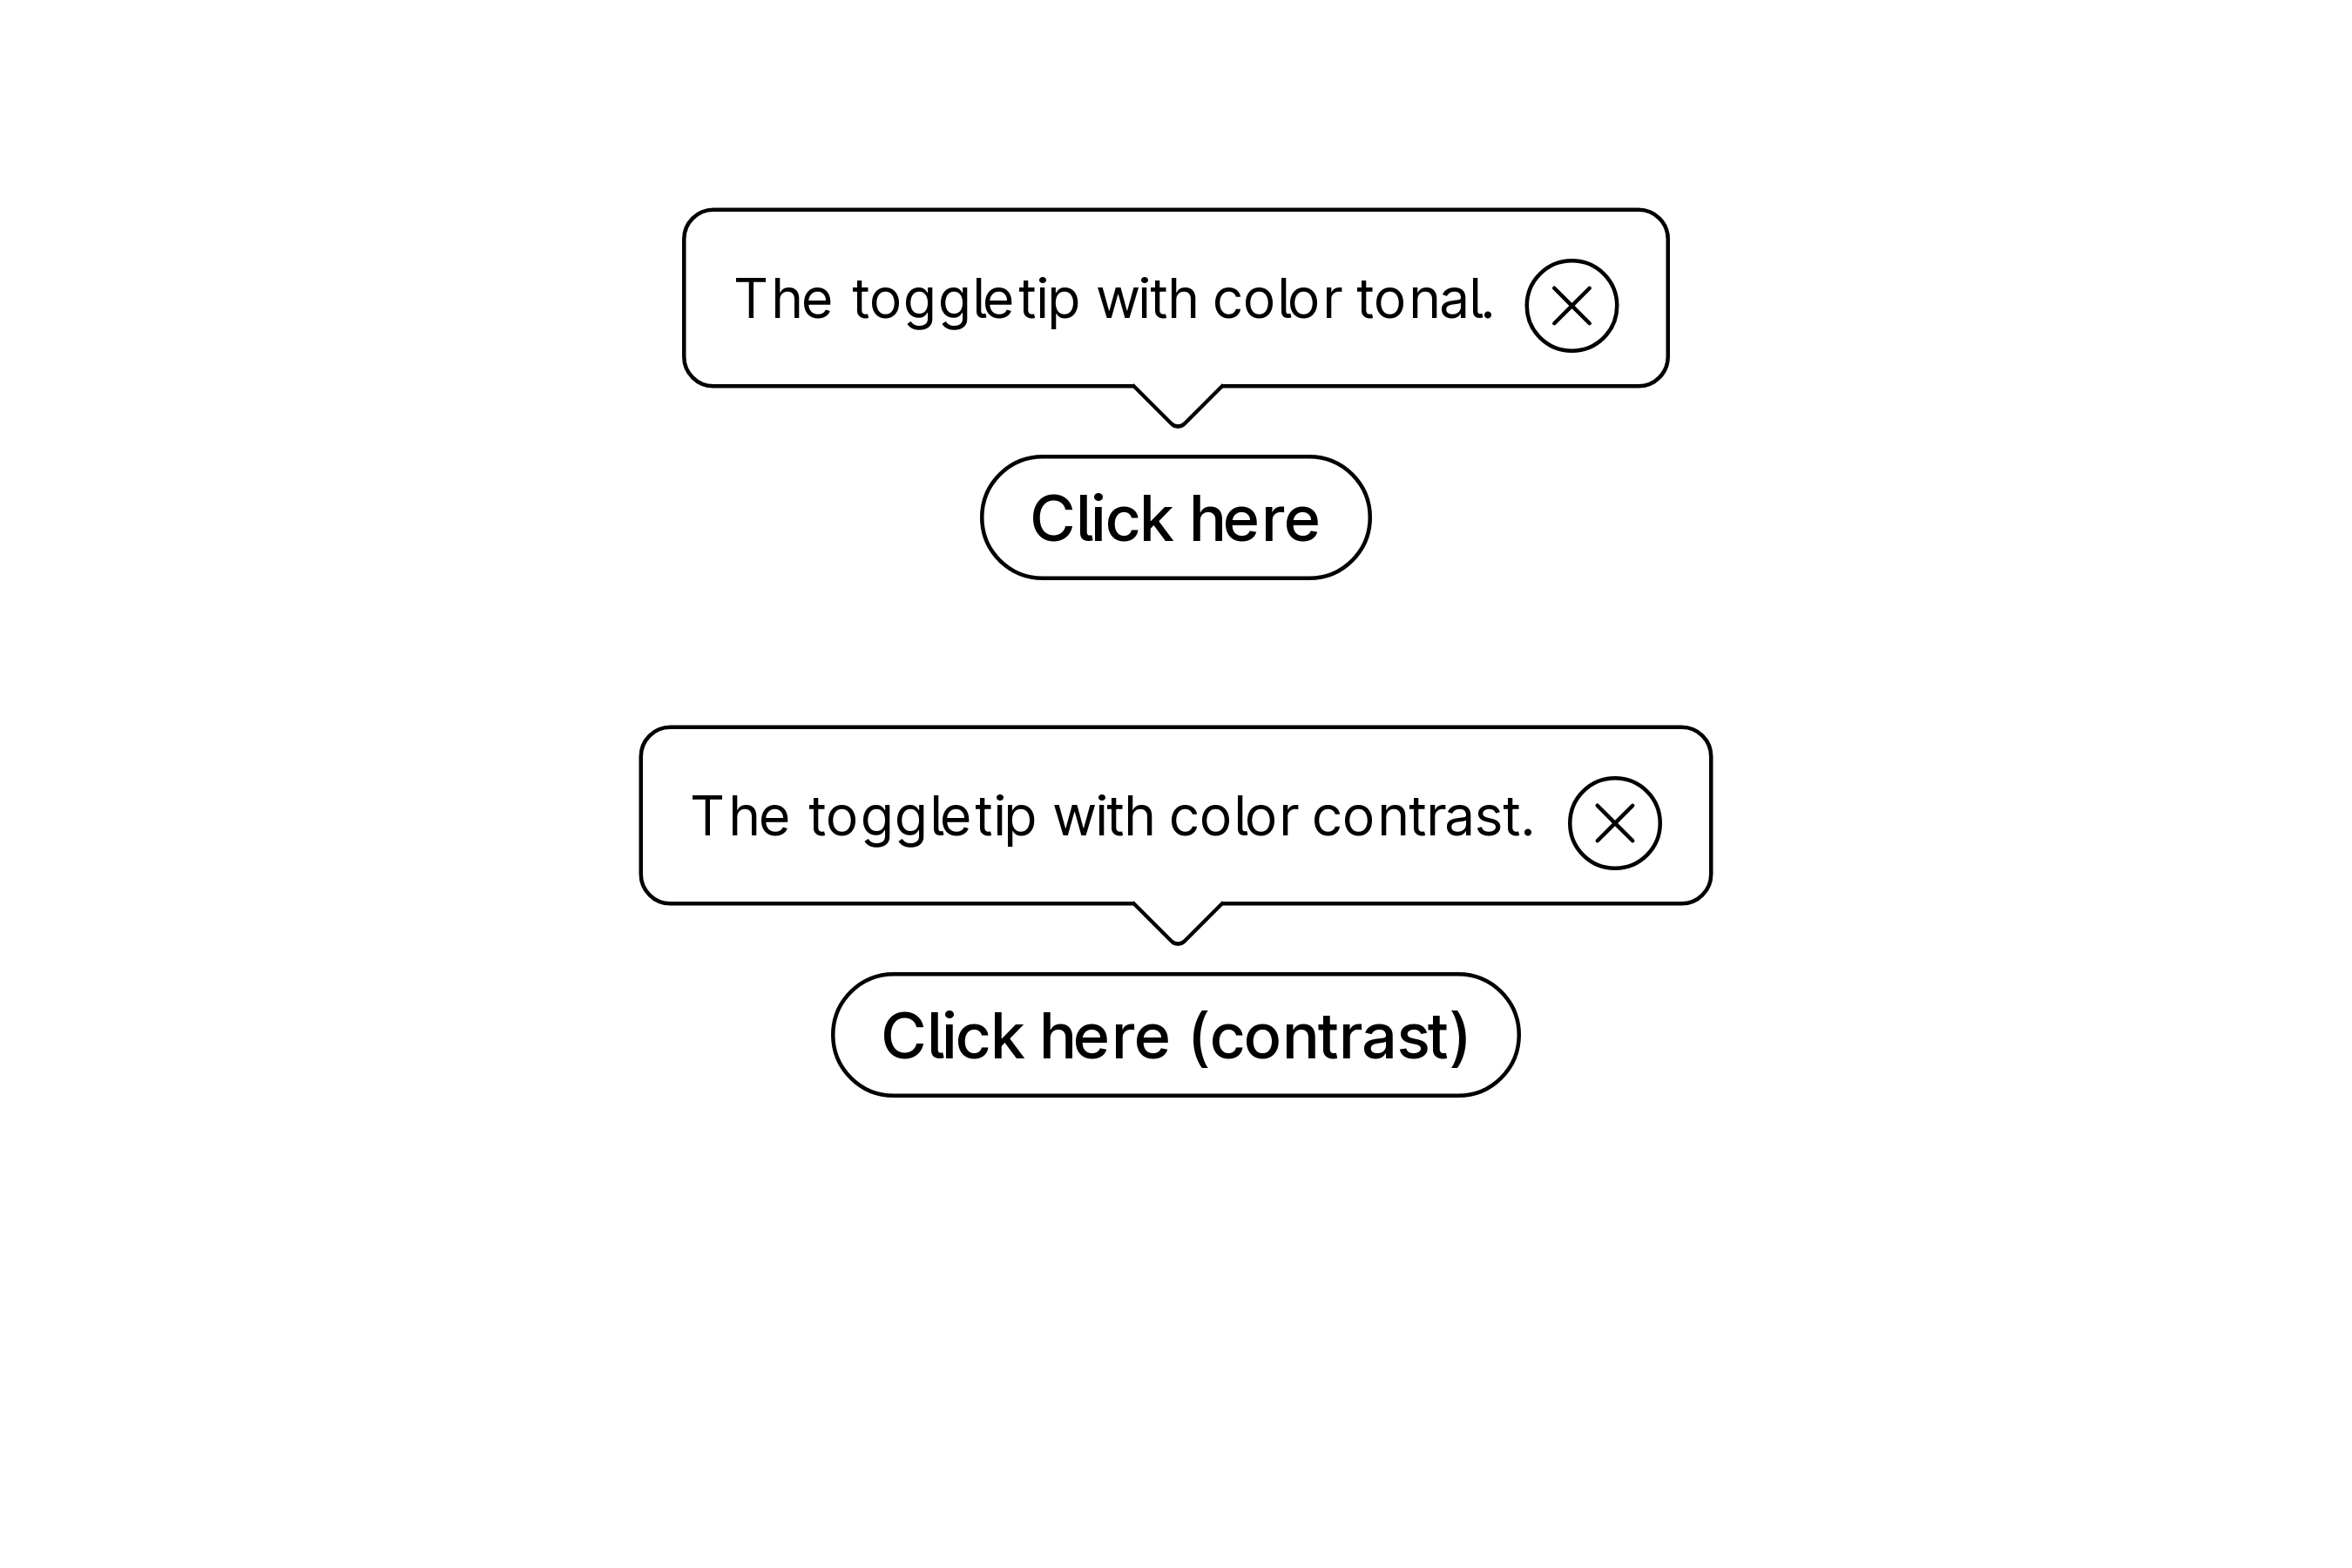 The toggletip with color tonal.
Click here
The toggletip with color contrast.
Click here (contrast)